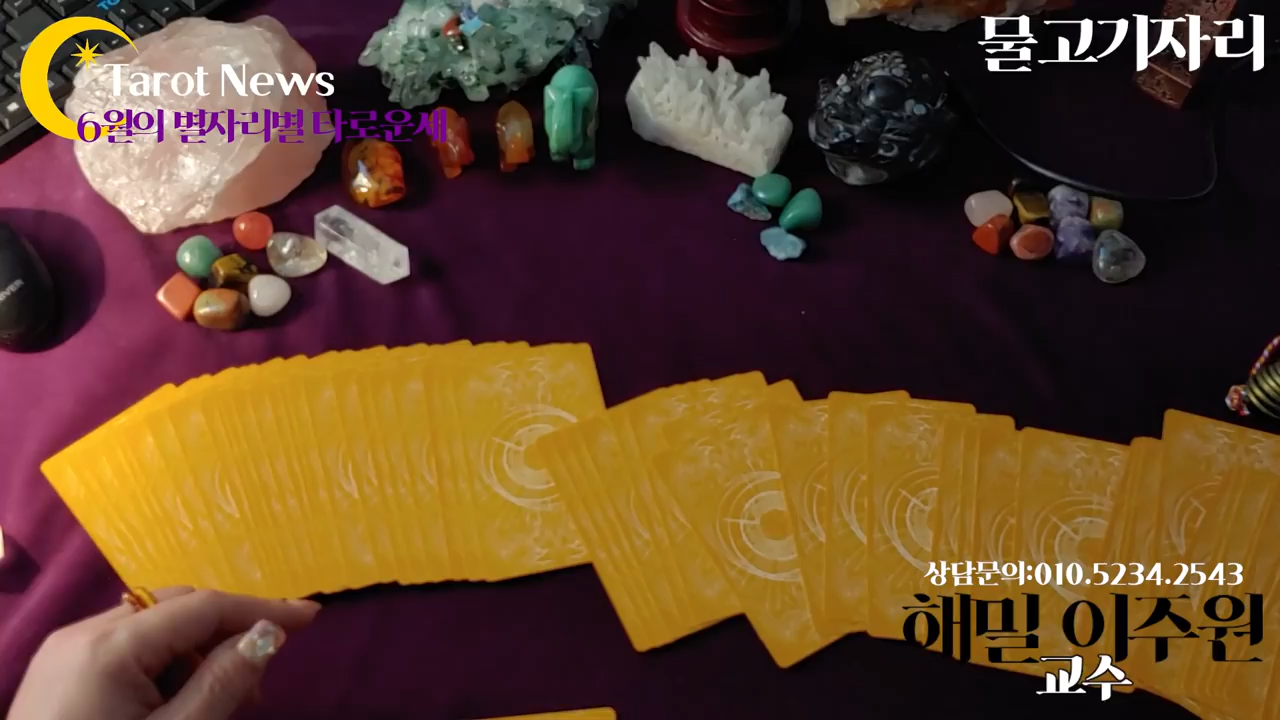 Tarot News
6월의 별자리별 타로운세
물고기자리
상담문의:010.5234.2543
해밀 이주원
교수